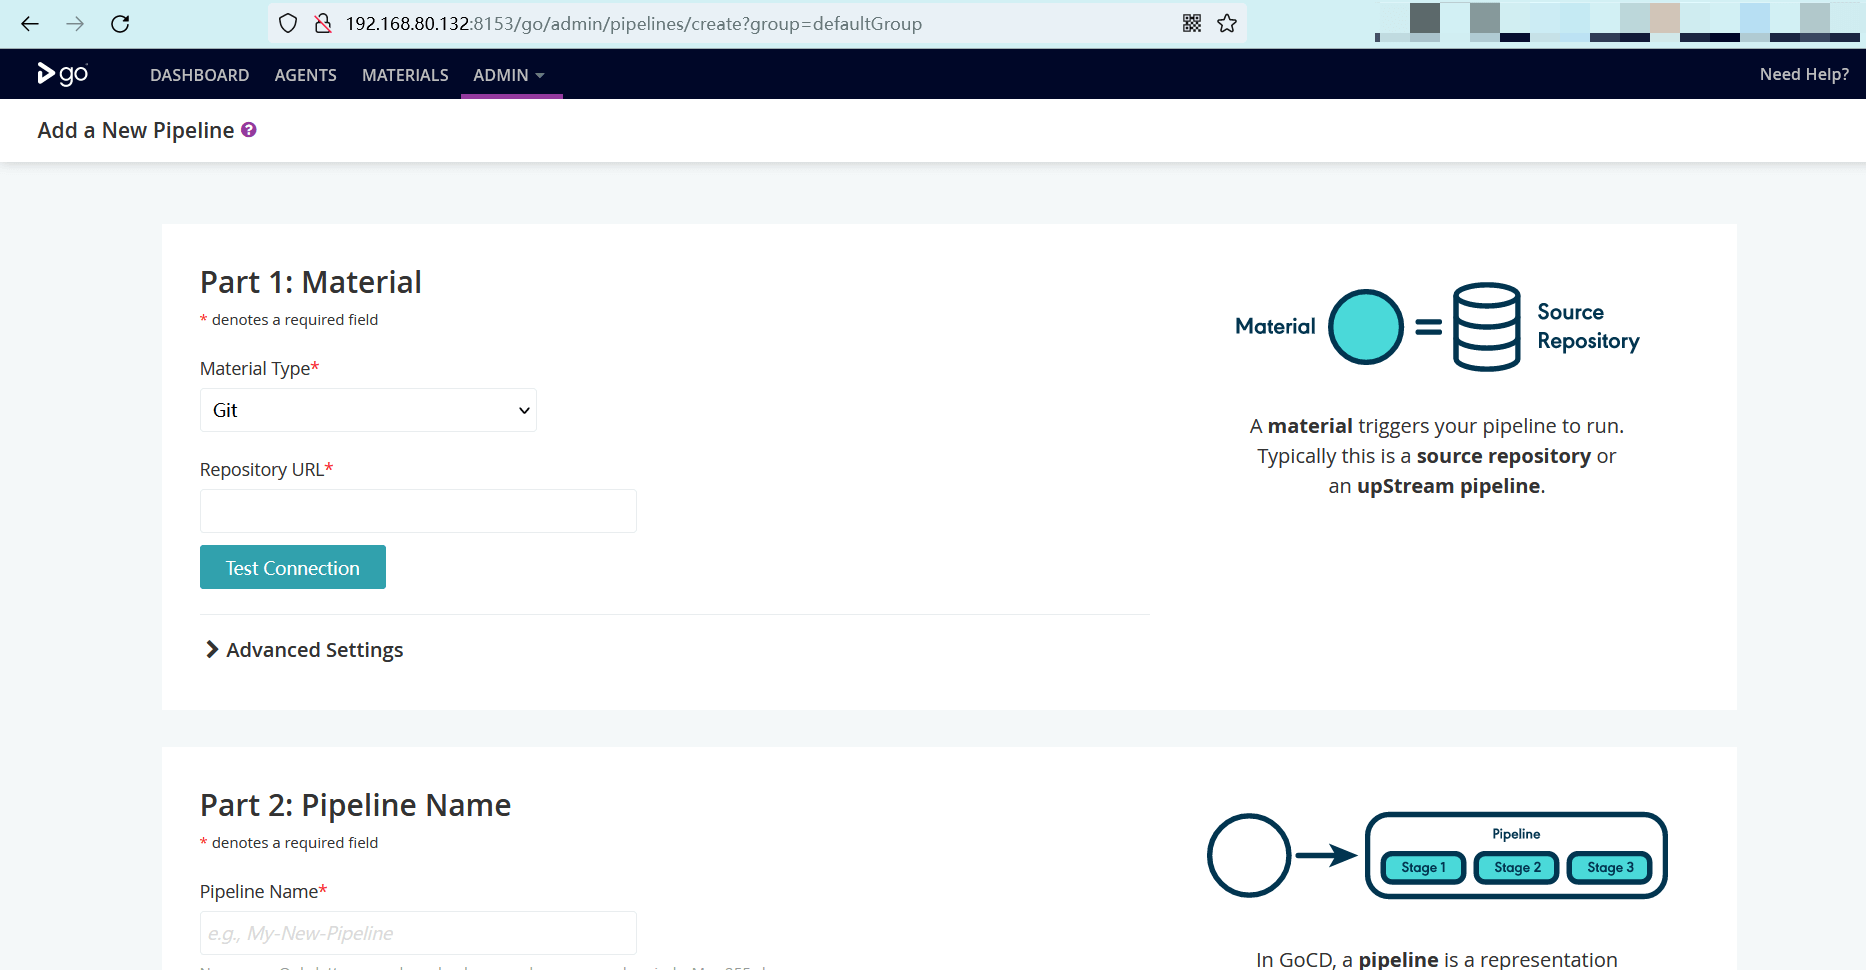 192.168.80.132:8153/go/admin/pipelines/create?group=defaultGroup
go DASHBOARD AGENTS MATERIALS ADMIN Need Help?
Add a New Pipeline ?
Part 1: Material
* denotes a required field
Material Type*
Git
Repository URL*
Test Connection
Advanced Settings
Material = Source Repository
A material triggers your pipeline to run.
Typically this is a source repository or
an upStream pipeline.
Part 2: Pipeline Name
* denotes a required field
Pipeline Name*
e.g., My-New-Pipeline
Pipeline
Stage 1 Stage 2 Stage 3
In GoCD, a pipeline is a representation